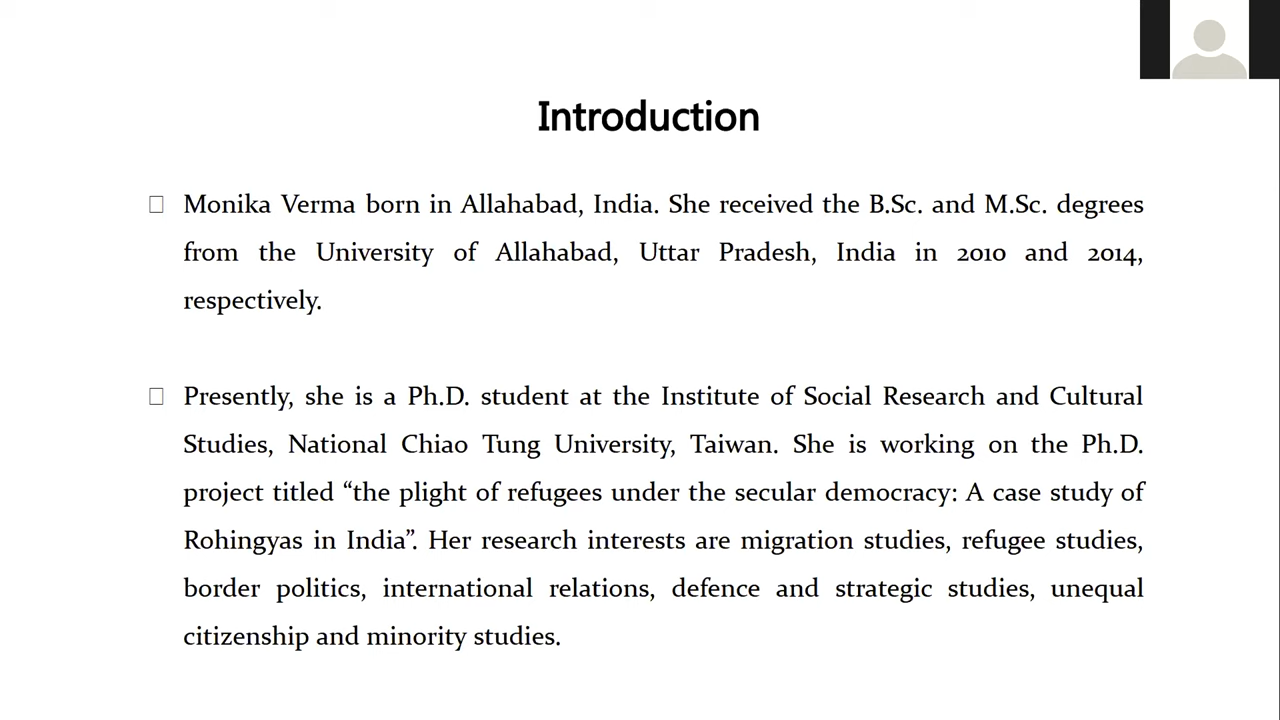 Introduction
Monika Verma born in Allahabad, India. She received the B.Sc. and M.Sc. degrees
from the University of Allahabad, Uttar Pradesh, India in 2010 and 2014,
respectively.
Presently, she is a Ph.D. student at the Institute of Social Research and Cultural
Studies, National Chiao Tung University, Taiwan. She is working on the Ph.D.
project titled “the plight of refugees under the secular democracy: A case study of
Rohingyas in India”. Her research interests are migration studies, refugee studies,
border politics, international relations, defence and strategic studies, unequal
citizenship and minority studies.